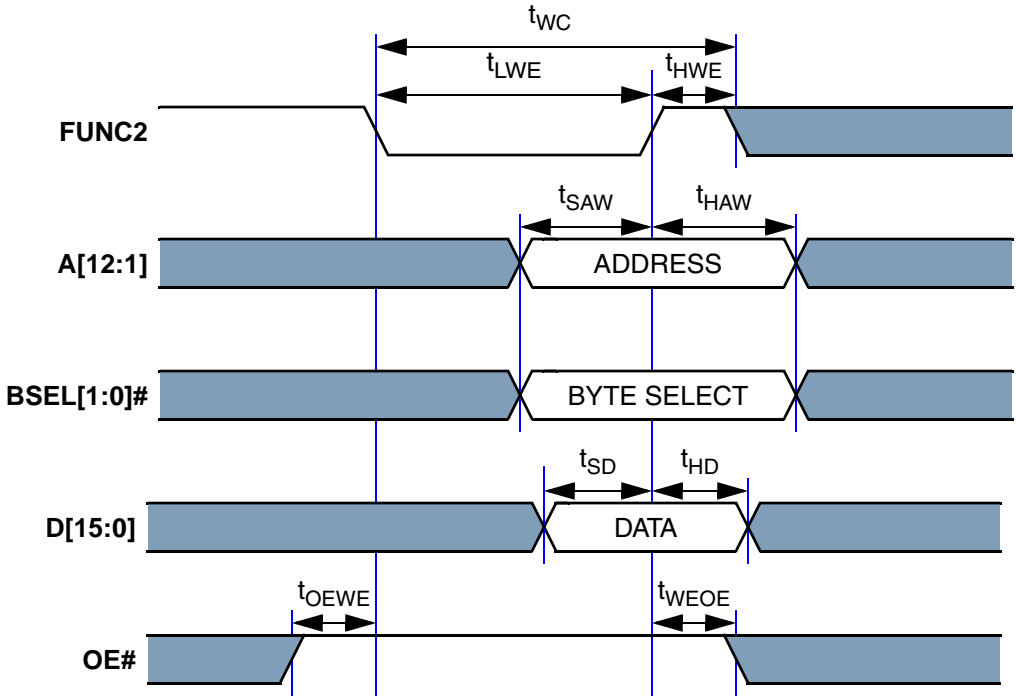 tWC
tLWE tHWE
FUNC2
tSAW tHAW
A[12:1] ADDRESS
BSEL[1:0]# BYTE SELECT
tSD tHD
D[15:0] DATA
tOEWE tWEOE
OE#